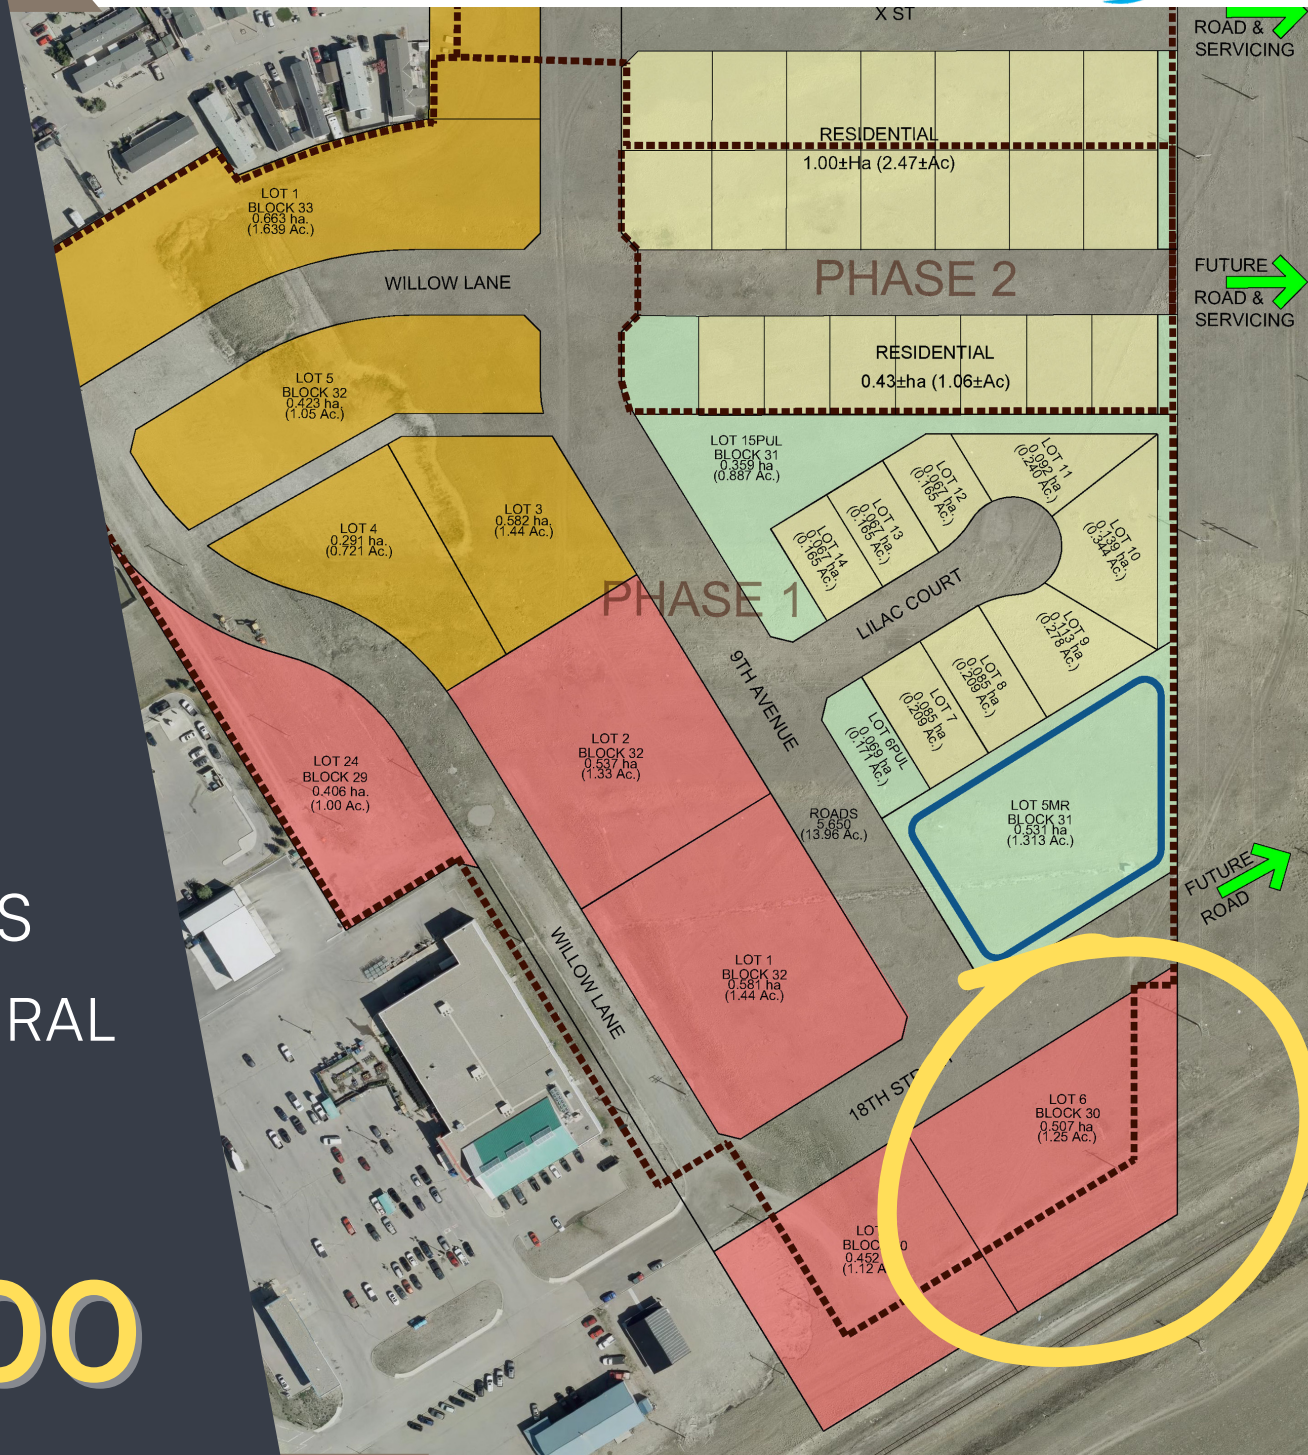 X ST
ROAD &
SERVICING
RESIDENTIAL
1.00±Ha (2.47±Ac)
LOT 1
BLOCK 33
0.663 ha.
(1.639 Ac.)
WILLOW LANE
PHASE 2
FUTURE
ROAD &
SERVICING
RESIDENTIAL
0.43±ha (1.06±Ac)
LOT 5
BLOCK 32
0.423 ha.
(1.05 Ac.)
LOT 15PUL
BLOCK 31
0.359 ha
(0.887 Ac.)
LOT 11
0.092 ha.
(0.240 Ac.)
LOT 12
0.067 ha.
(0.165 Ac.)
LOT 13
0.067 ha.
(0.165 Ac.)
LOT 14
0.067 ha.
(0.165 Ac.)
LOT 10
0.139 ha.
(0.344 Ac.)
LOT 3
0.582 ha.
(1.44 Ac.)
LOT 4
0.291 ha.
(0.721 Ac.)
PHASE 1
LILAC COURT
LOT 9
0.113 ha
(0.278 Ac.)
LOT 8
0.085 ha
(0.209 Ac.)
LOT 7
0.085 ha
(0.209 Ac.)
LOT 6PUL
0.069 ha
(0.171 Ac.)
9TH AVENUE
LOT 2
BLOCK 32
0.537 ha
(1.33 Ac.)
LOT 24
BLOCK 29
0.406 ha.
(1.00 Ac.)
ROADS
5.650
(13.96 Ac.)
LOT 5MR
BLOCK 31
0.531 ha
(1.313 Ac.)
FUTURE
ROAD
S
RAL
WILLOW LANE
LOT 1
BLOCK 32
0.581 ha
(1.44 Ac.)
18TH
LOT 6
BLOCK 30
0.507 ha
(1.25 Ac.)
LO
BLOC 0
0.452
(1.12 A
00